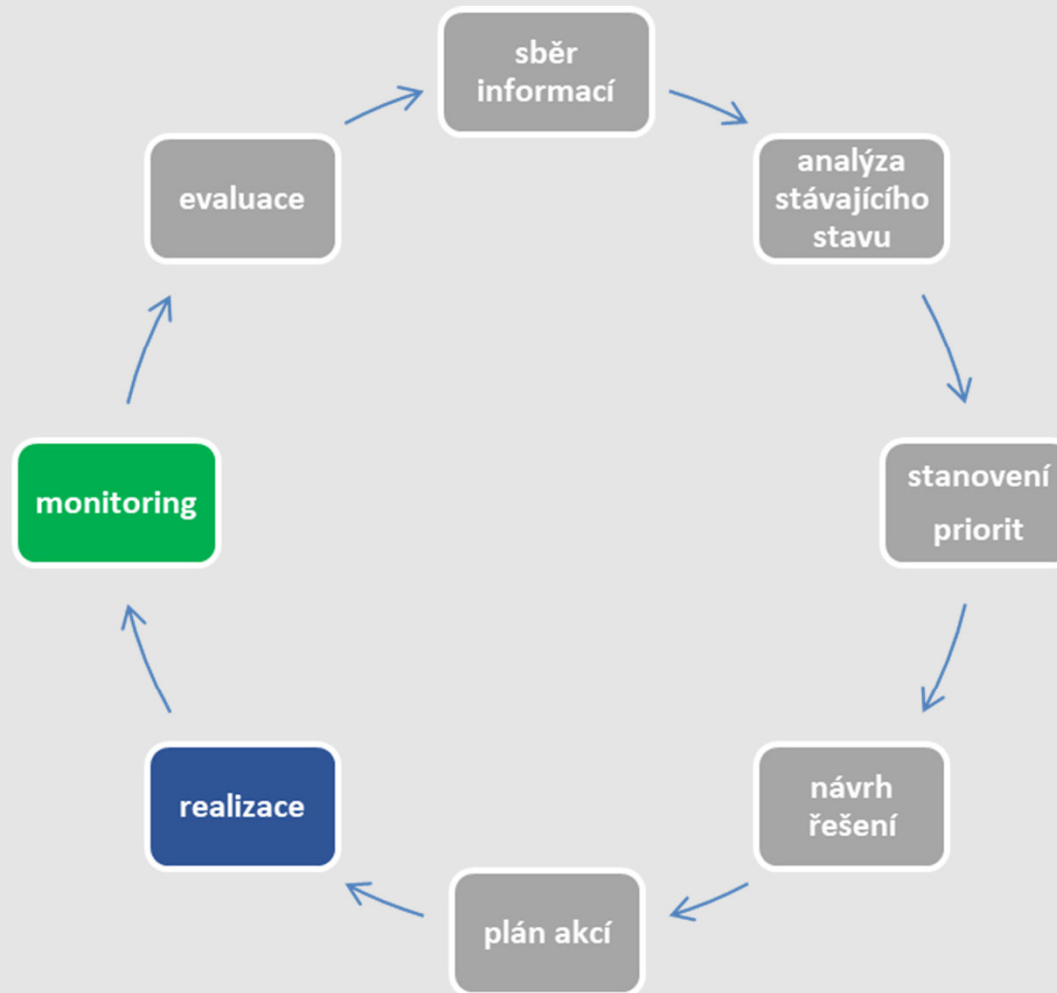 sběr
informací
analýza
stávajícího
stavu
stanovení
priorit
návrh
řešení
plán akcí
realizace
monitoring
evaluace